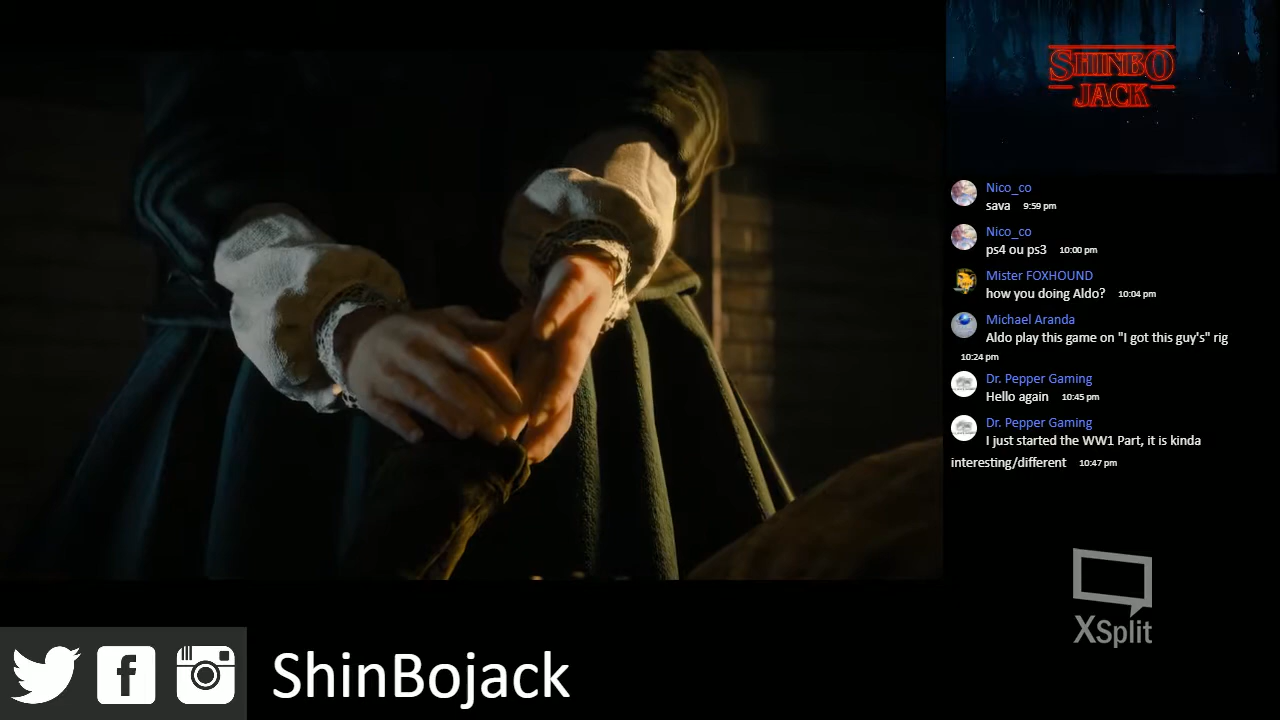 SHINBO
JACK
Nico_co
sava 9:59 pm
Nico_co
ps4 ou ps3 10:00 pm
Mister FOXHOUND
how you doing Aldo? 10:04 pm
Michael Aranda
Aldo play this game on "I got this guy's" rig
10:24 pm
Dr. Pepper Gaming
Hello again 10:45 pm
Dr. Pepper Gaming
I just started the WW1 Part, it is kinda
interesting/different 10:47 pm
XSplit
ShinBojack